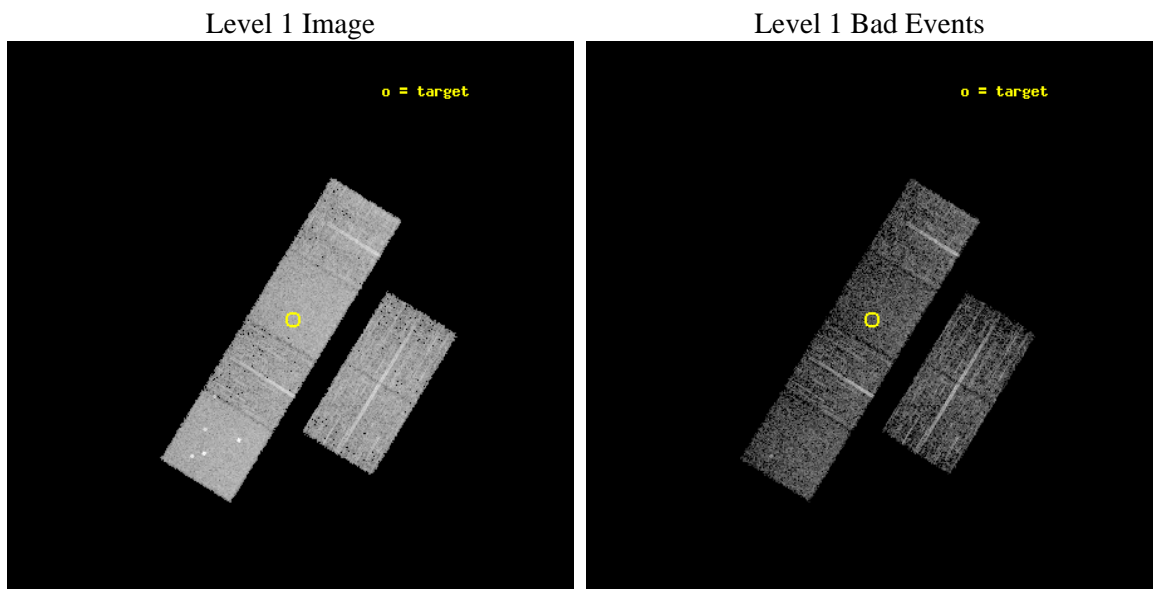 Level 1 Image
Level 1 Bad Events
o = target
o = target